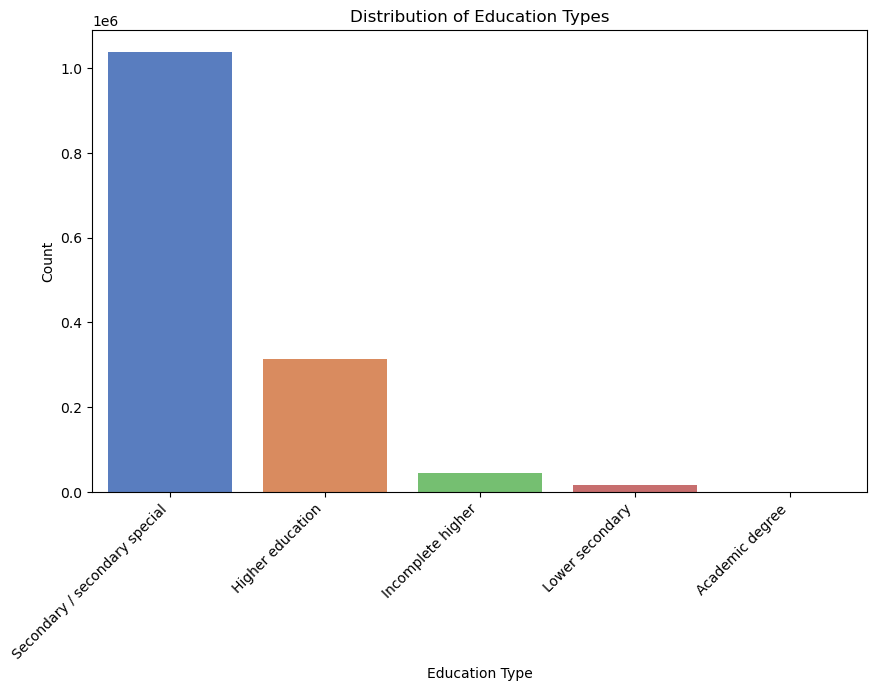 Distribution of Education Types
1e6
1.0
0.8
0.6
0.4
0.2
0.0
Count
Secondary / secondary special
Higher education
Incomplete higher
Lower secondary
Academic degree
Education Type